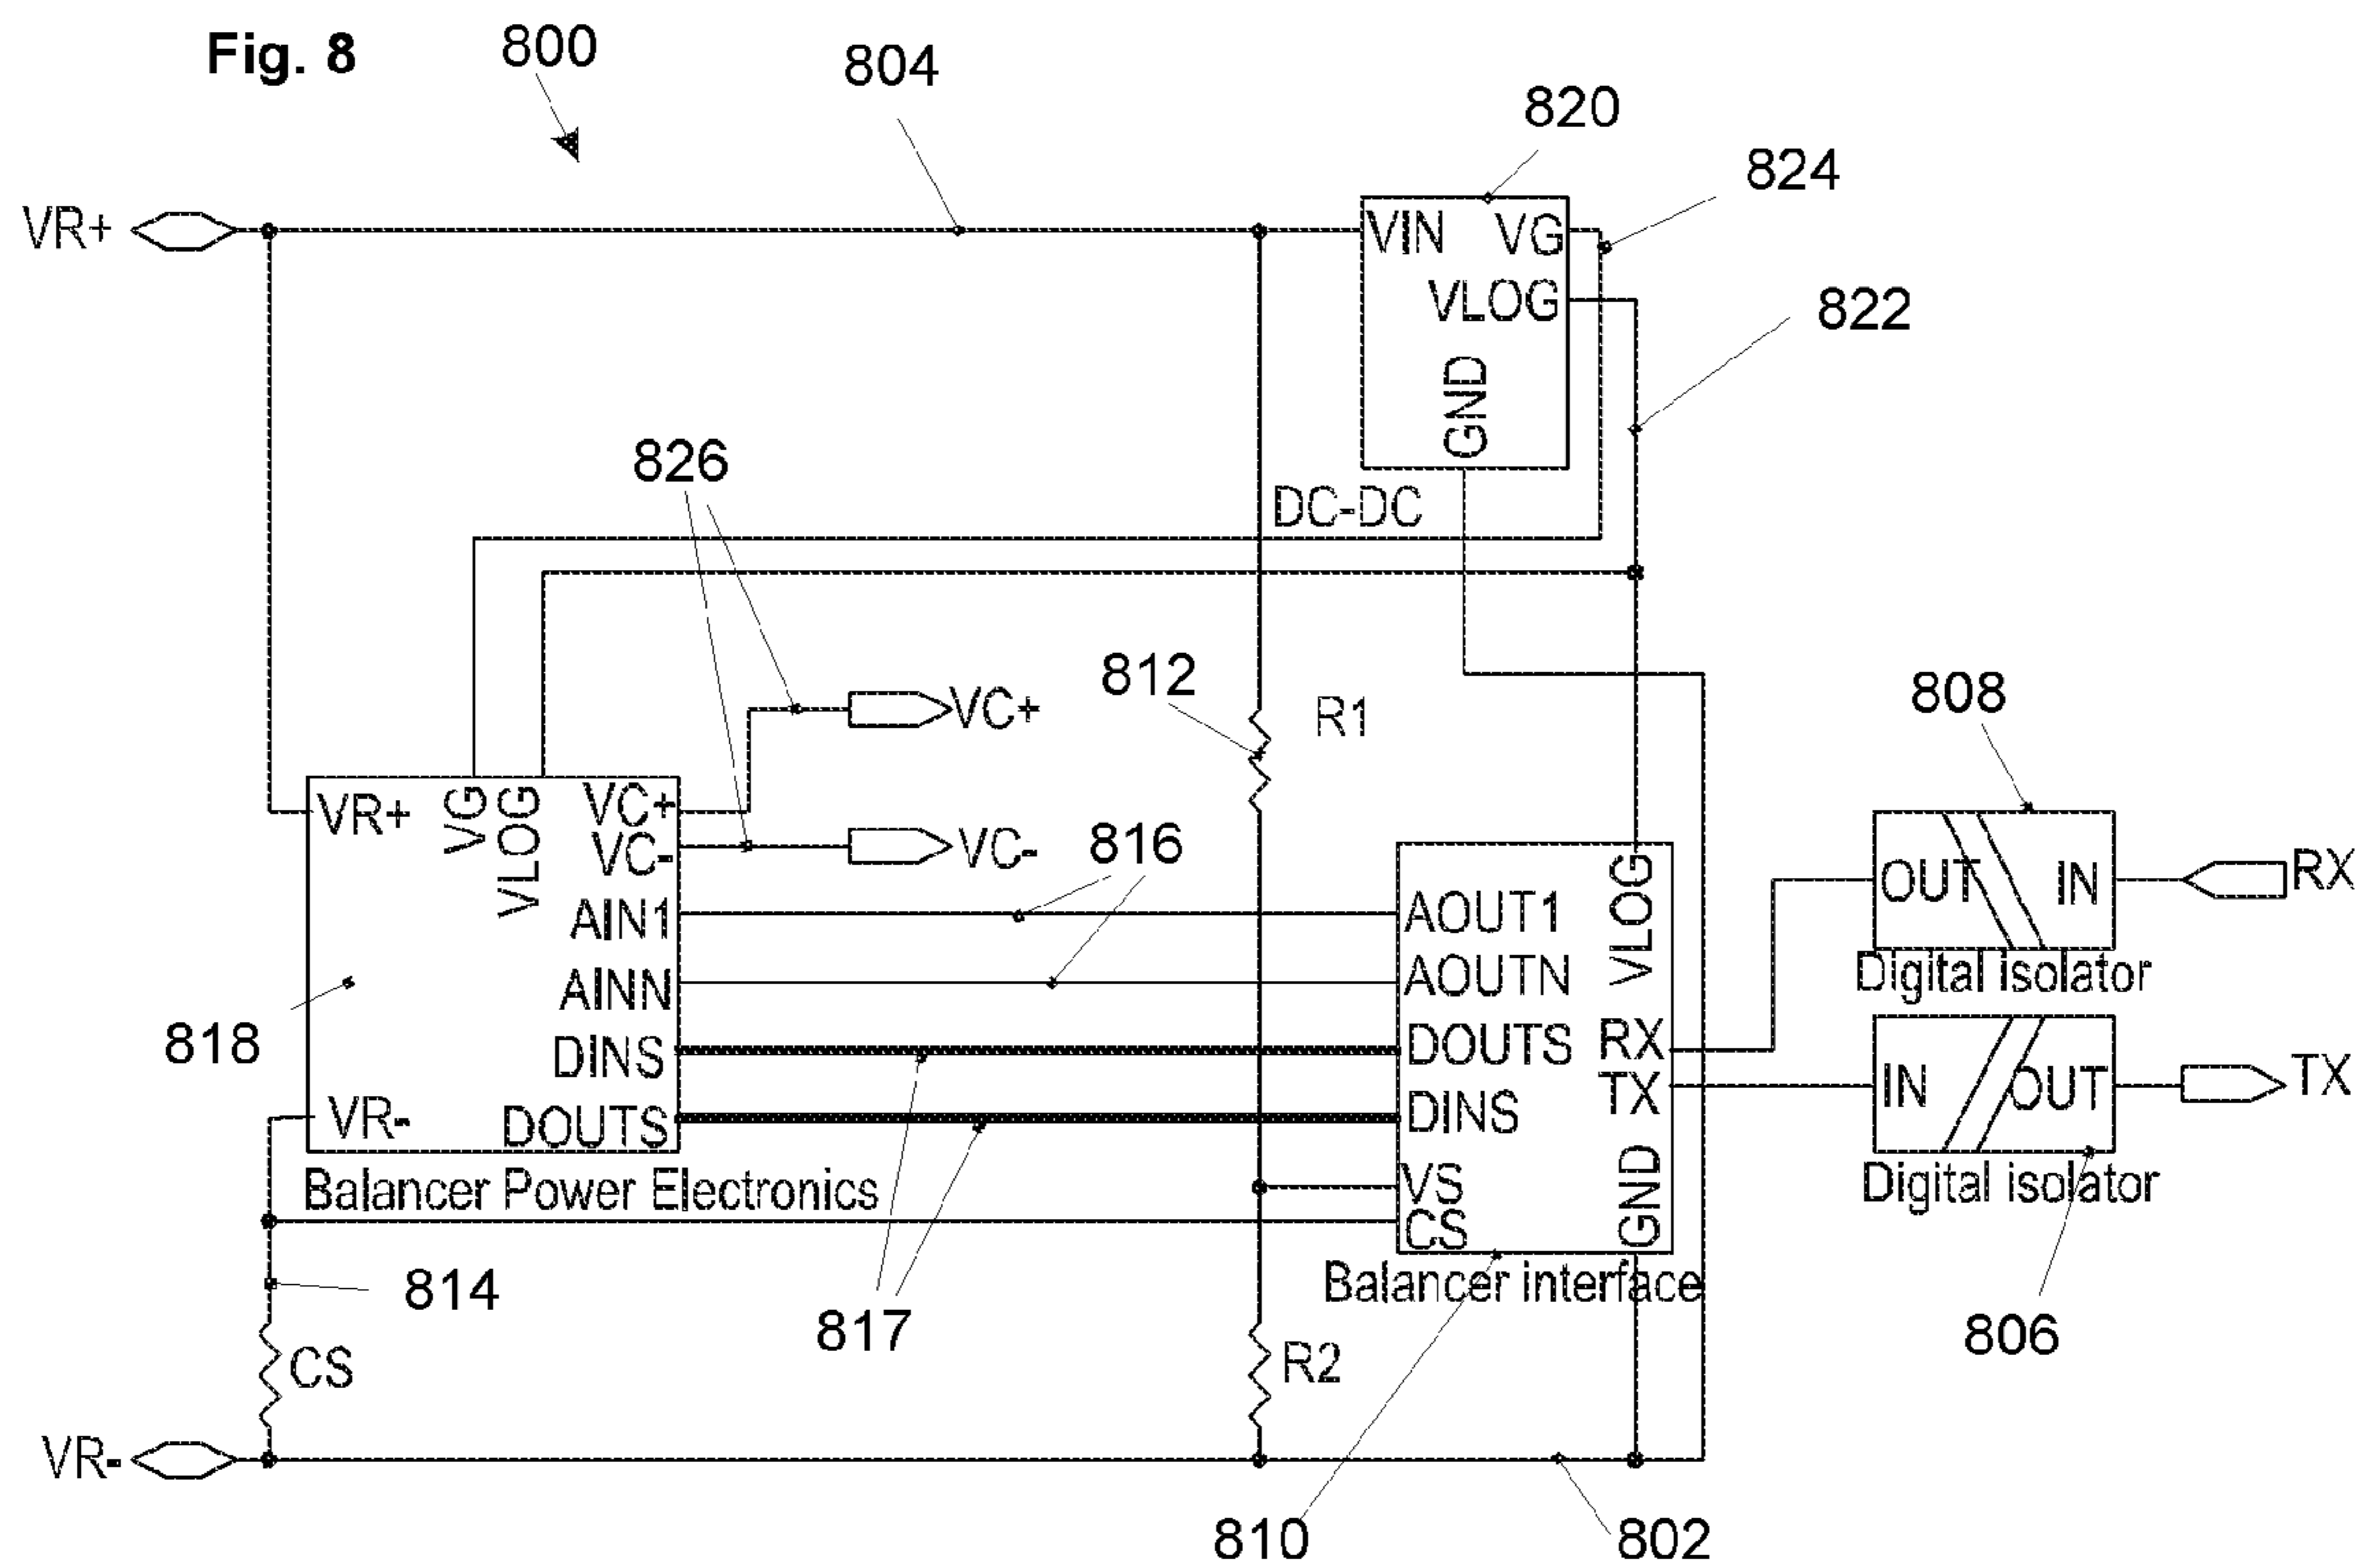 Fig. 8
800
804
820
824
VR+
VIN
VG
VLOG
822
GND
826
DC-DC
812
R1
VC+
808
VR+
VG
VLOG
VC+
VC-
VC-
816
VLOG
OUT
IN
RX
AIN1
AOUT1
Digital isolator
AINN
AOUTN
818
DINS
DOUTS
RX
IN
OUT
TX
VR-
DOUTS
DINS
TX
Balancer Power Electronics
VS
CS
GND
Digital isolator
814
817
Balancer interface
806
CS
R2
VR-
810
802